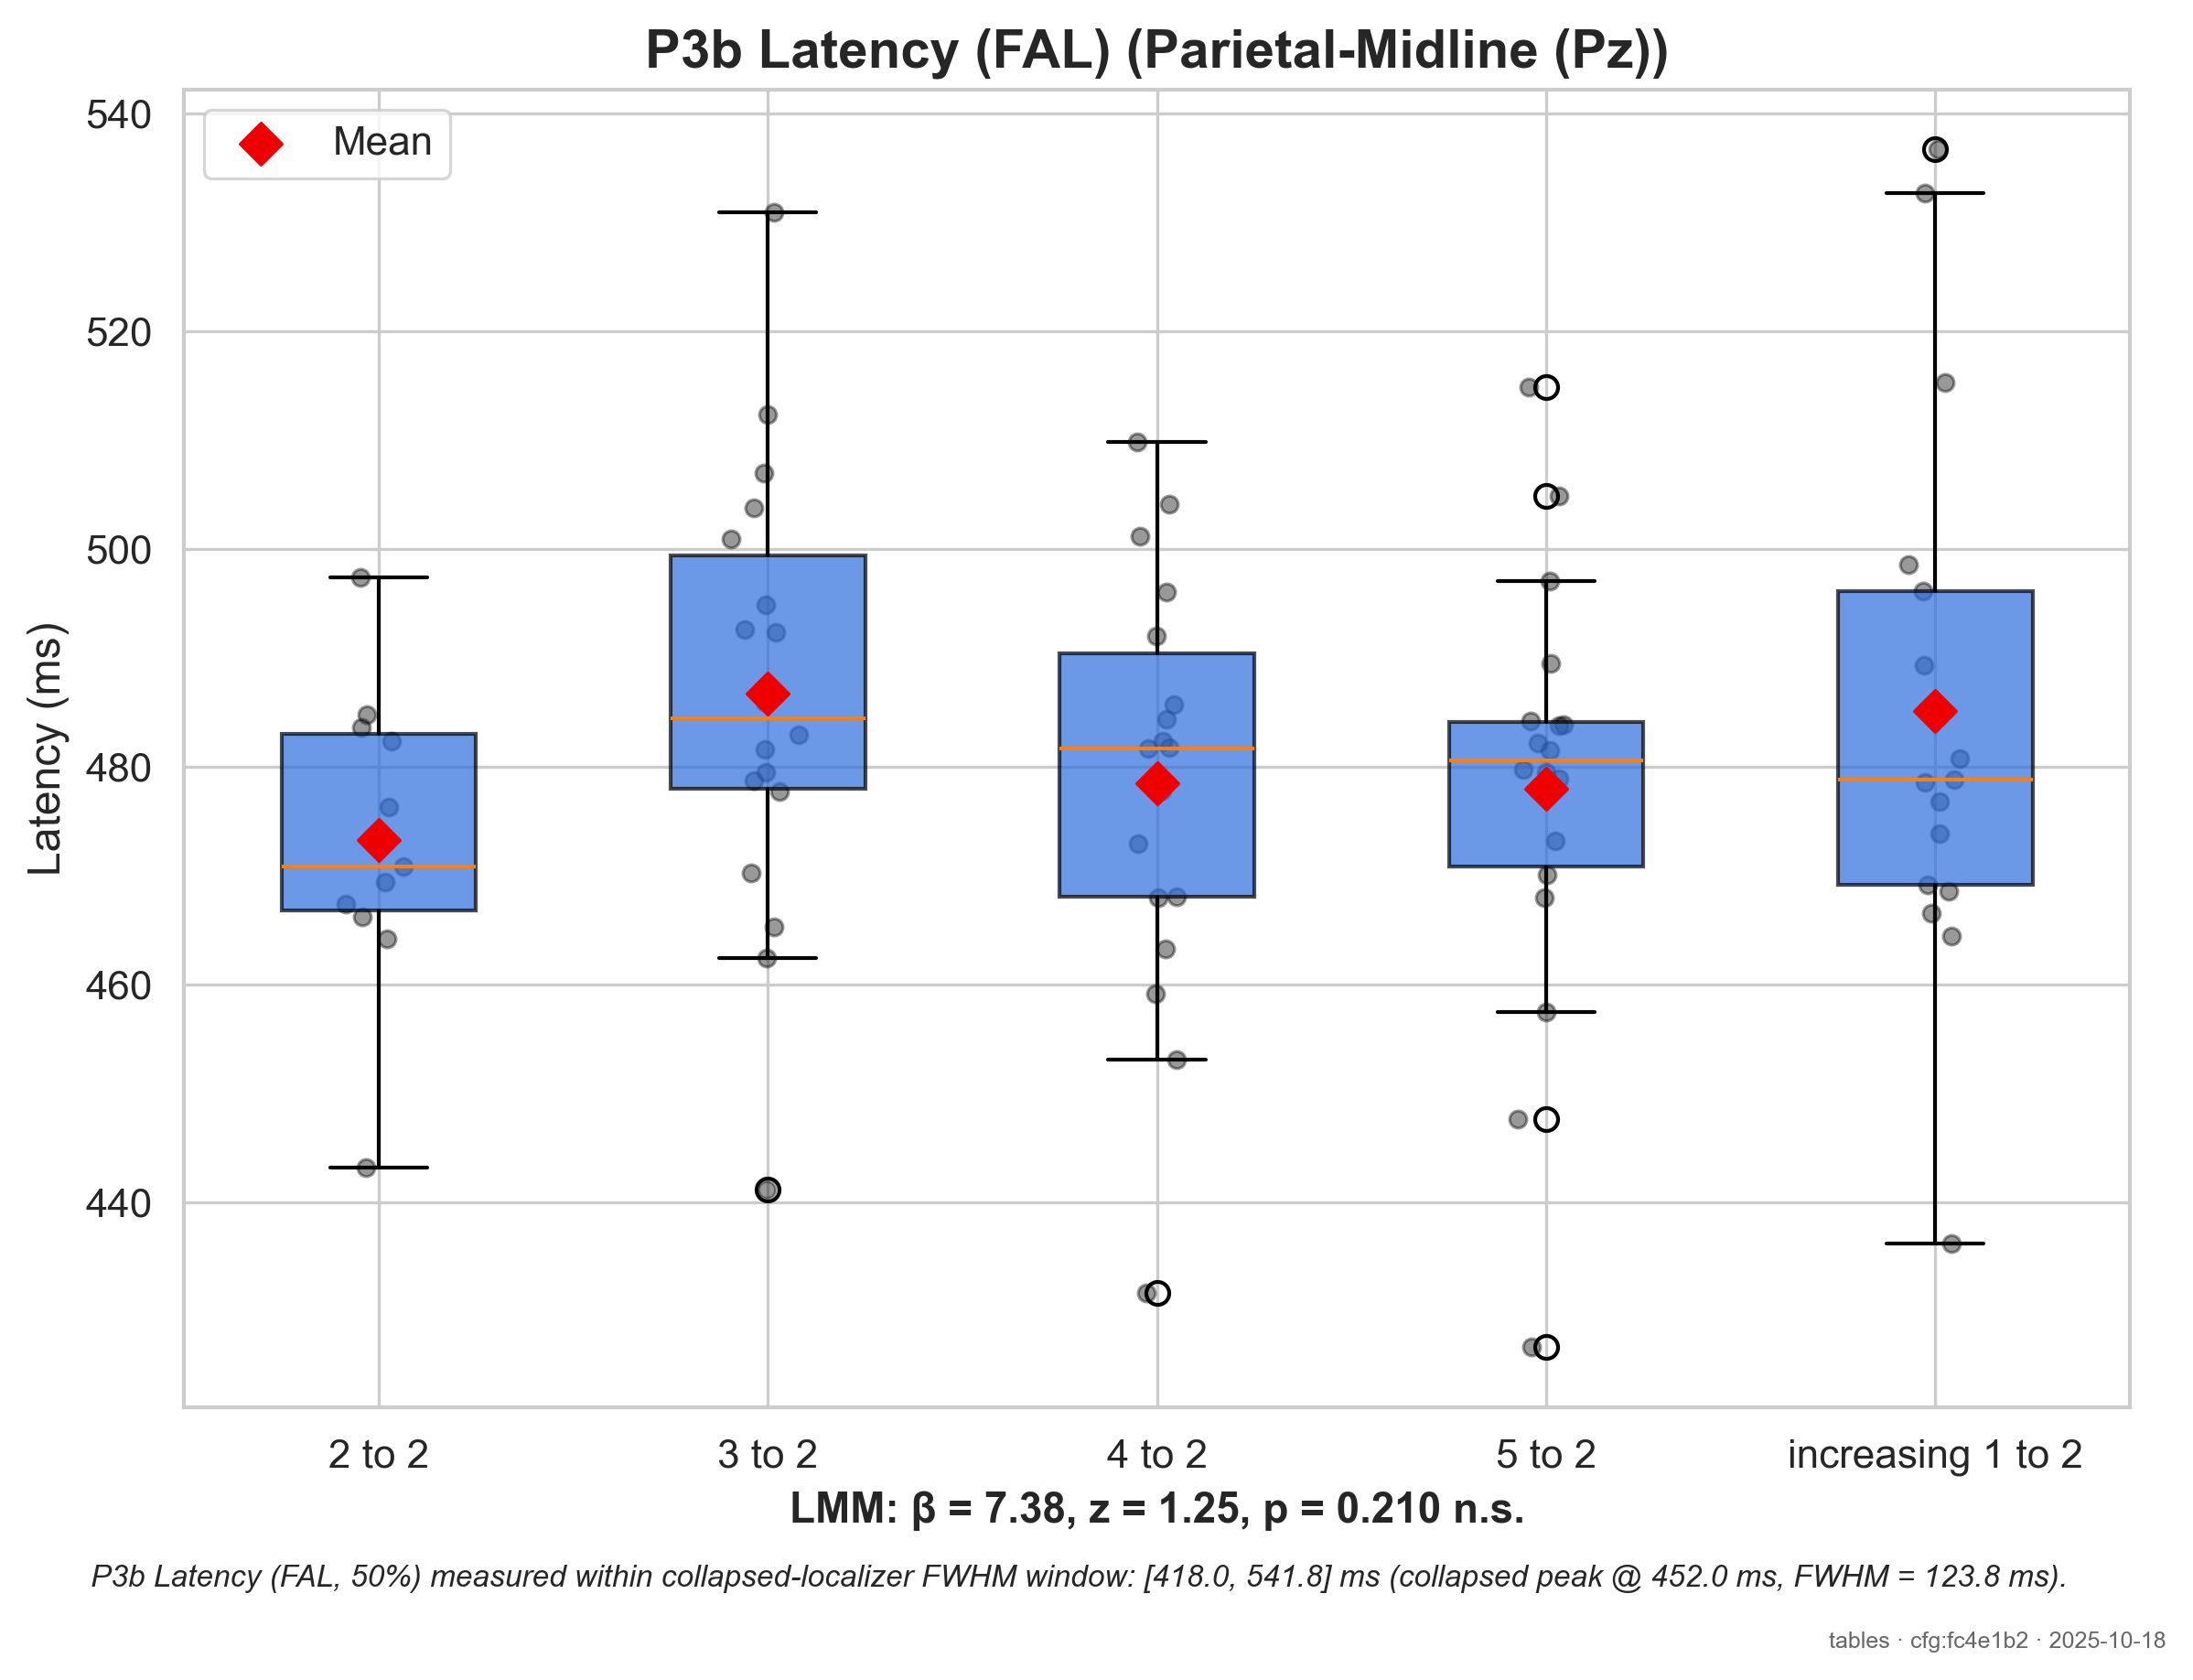 P3b Latency (FAL) (Parietal-Midline (Pz))
Mean
Latency (ms)
540
520
500
480
460
440
2 to 2
3 to 2
4 to 2
5 to 2
increasing 1 to 2
LMM: β = 7.38, z = 1.25, p = 0.210 n.s.
P3b Latency (FAL, 50%) measured within collapsed-localizer FWHM window: [418.0, 541.8] ms (collapsed peak @ 452.0 ms, FWHM = 123.8 ms).
tables · cfg:fc4e1b2 · 2025-10-18